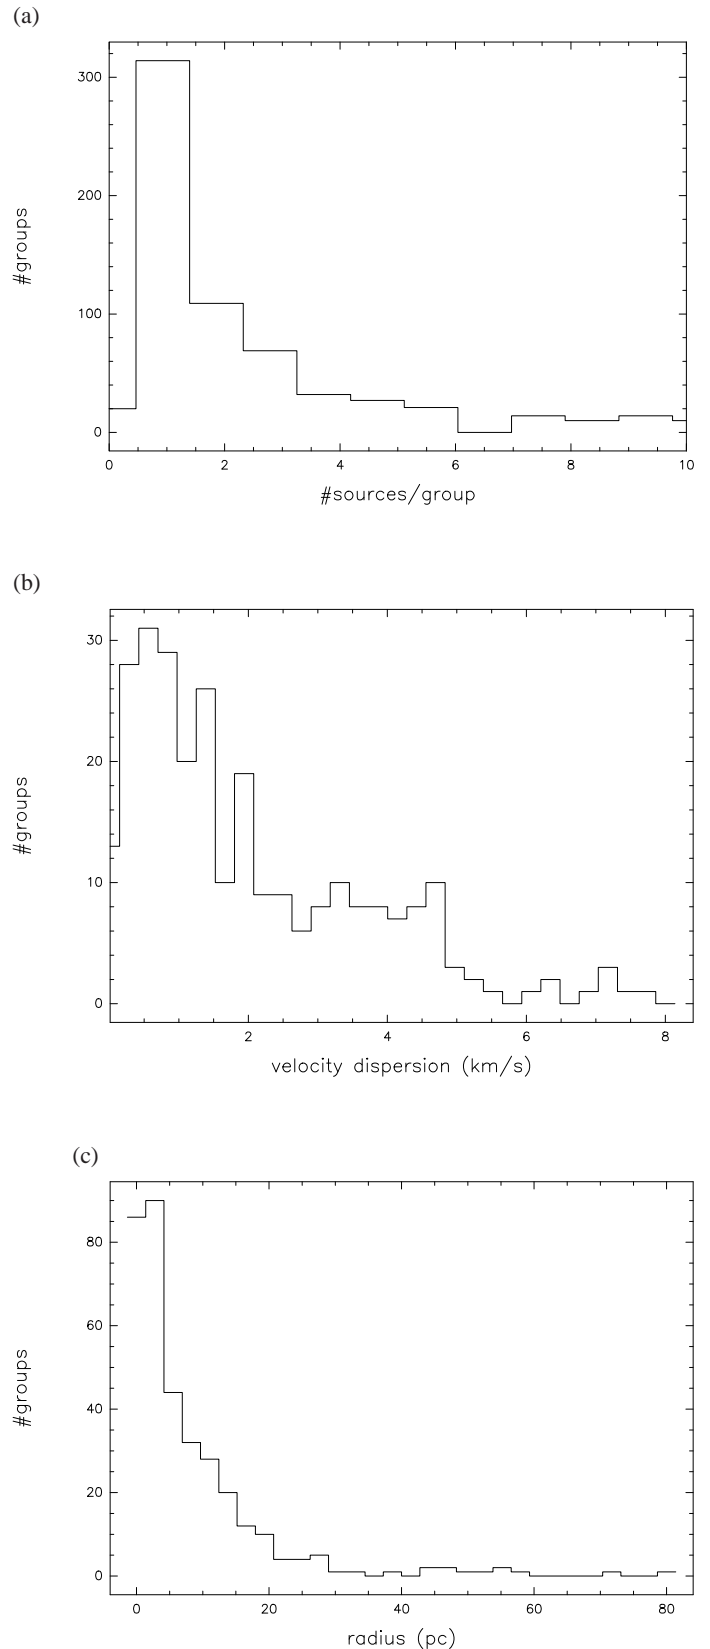 (a)
300
200
100
0
#groups
0 2 4 6 8 10
#sources/group
(b)
30
20
10
0
#groups
2 4 6 8
velocity dispersion (km/s)
(c)
80
60
40
20
0
#groups
0 20 40 60 80
radius (pc)